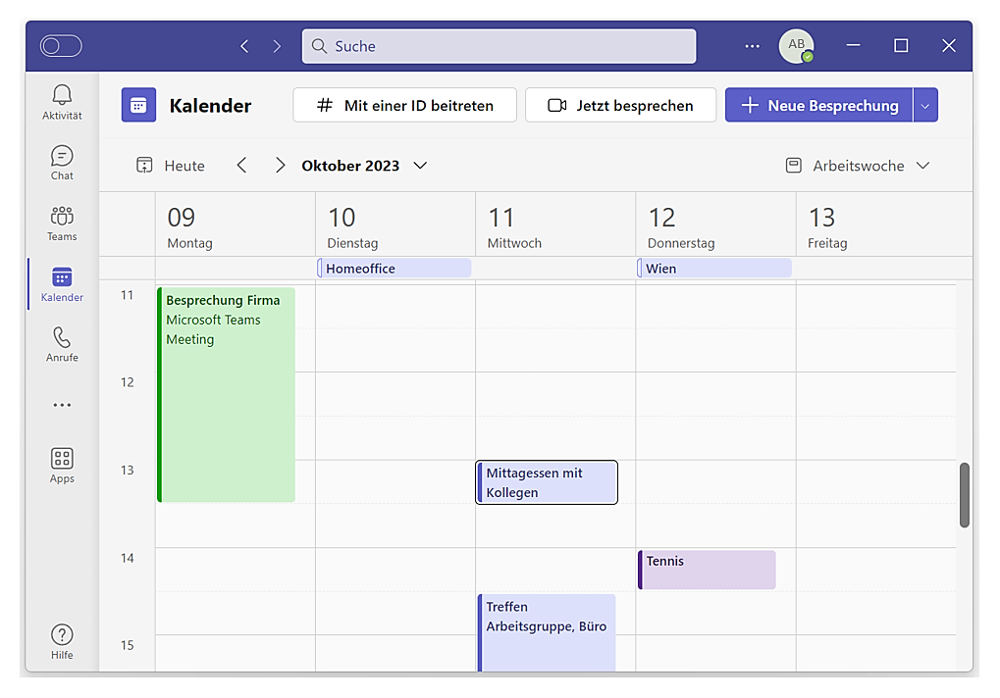 Suche
AB
Aktivität
Chat
Teams
Kalender
Anrufe
Apps
Hilfe
Kalender
# Mit einer ID beitreten
Jetzt besprechen
Neue Besprechung
Heute
Oktober 2023
Arbeitswoche
09
Montag
10
Dienstag
11
Mittwoch
12
Donnerstag
13
Freitag
Homeoffice
Wien
11
12
13
14
15
Besprechung Firma
Microsoft Teams
Meeting
Mittagessen mit
Kollegen
Treffen
Arbeitsgruppe, Büro
Tennis